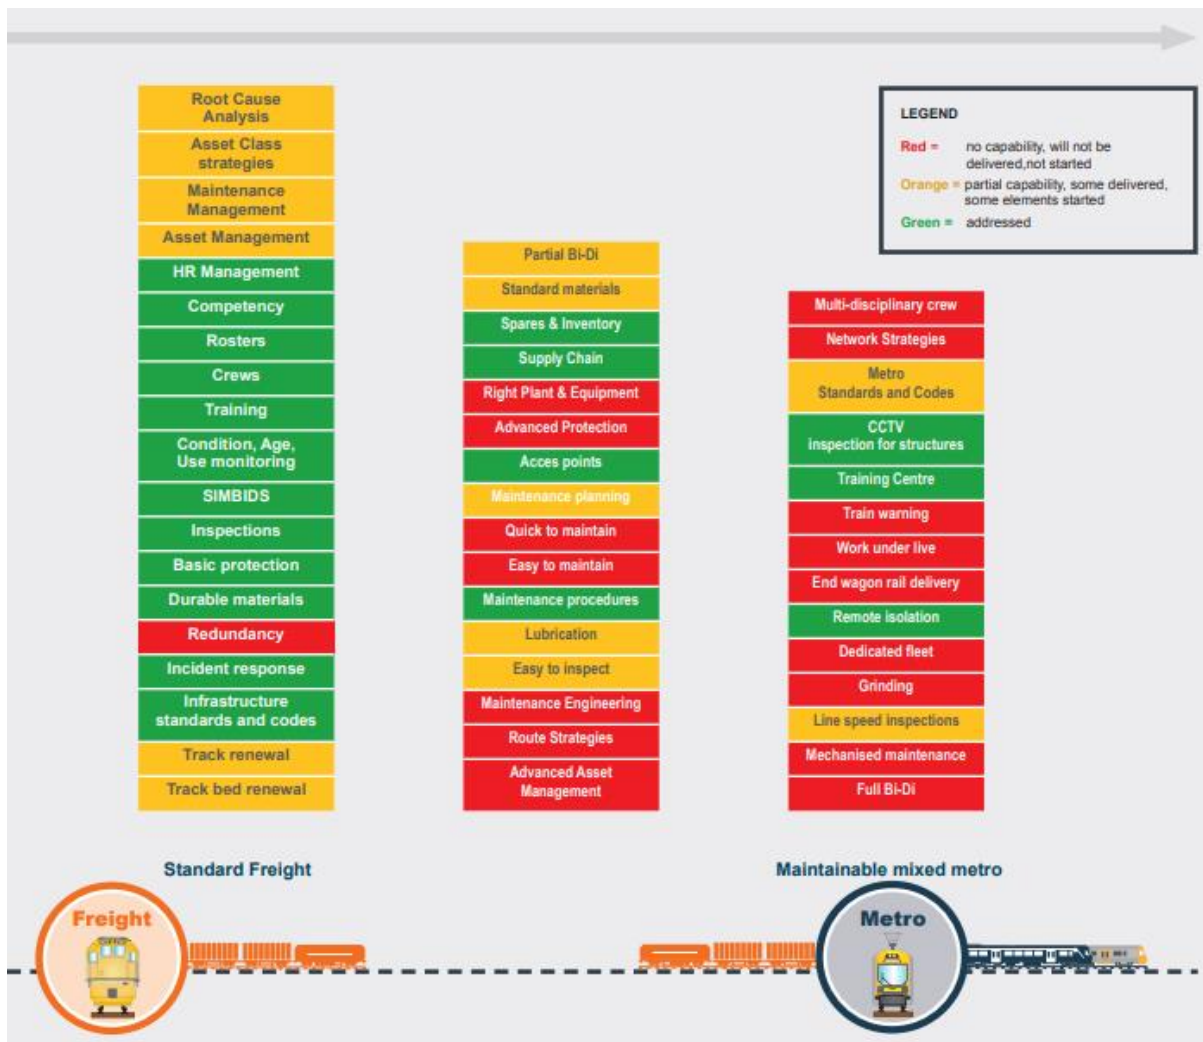 Root Cause
Analysis
Asset Class
strategies
Maintenance
Management
Asset Management
HR Management
Competency
Rosters
Crews
Training
Condition, Age,
Use monitoring
SIMBIDS
Inspections
Basic protection
Durable materials
Redundancy
Incident response
Infrastructure
standards and codes
Track renewal
Track bed renewal
Standard Freight
Freight
Partial Bi-Di
Standard materials
Spares & Inventory
Supply Chain
Right Plant & Equipment
Advanced Protection
Acces points
Maintenance planning
Quick to maintain
Easy to maintain
Maintenance procedures
Lubrication
Easy to inspect
Maintenance Engineering
Route Strategies
Advanced Asset
Management
LEGEND
Red = no capability, will not be
delivered,not started
Orange = partial capability, some delivered,
some elements started
Green = addressed
Multi-disciplinary crew
Network Strategies
Metro
Standards and Codes
CCTV
inspection for structures
Training Centre
Train warning
Work under live
End wagon rail delivery
Remote isolation
Dedicated fleet
Grinding
Line speed inspections
Mechanised maintenance
Full Bi-Di
Maintainable mixed metro
Metro